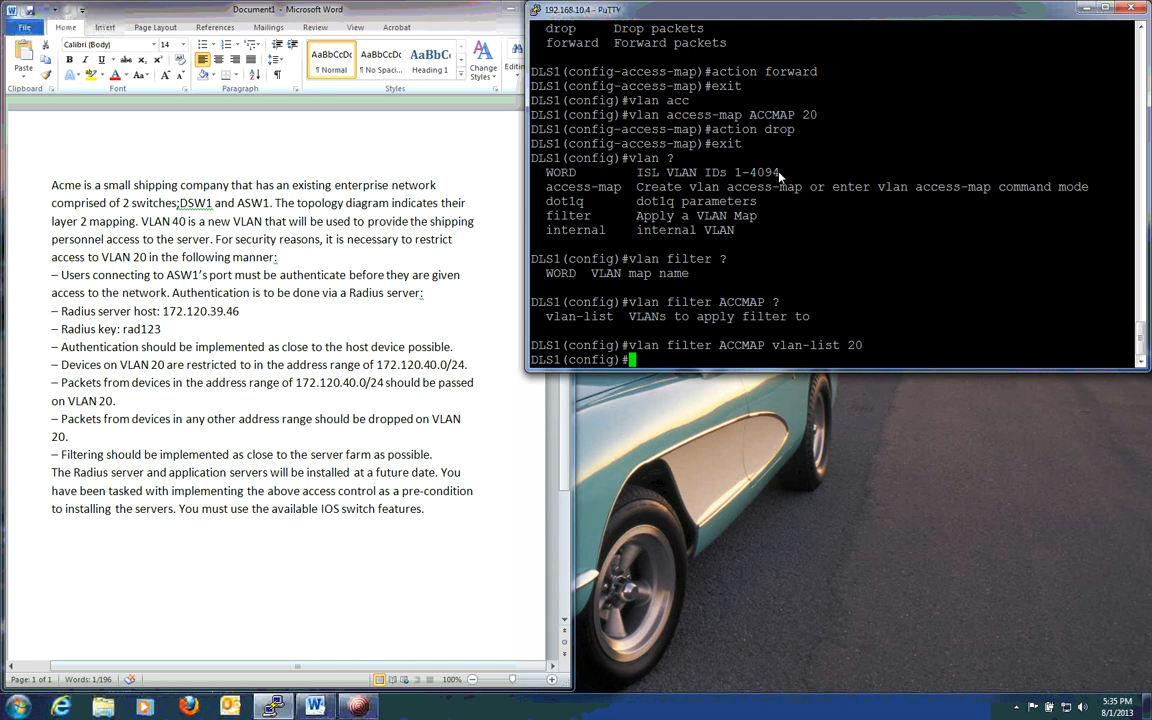 Document1 - Microsoft Word
File Home Insert Page Layout References Mailings Review View Acrobat
Paste
Calibri (Body) 14
AaBbCcDc AaBbCcDc AaBbC
¶ Normal ¶ No Spaci... Heading 1
Change Styles
Editing
Clipboard Font Paragraph Styles
Acme is a small shipping company that has an existing enterprise network
comprised of 2 switches;DSW1 and ASW1. The topology diagram indicates their
layer 2 mapping. VLAN 40 is a new VLAN that will be used to provide the shipping
personnel access to the server. For security reasons, it is necessary to restrict
access to VLAN 20 in the following manner:
– Users connecting to ASW1's port must be authenticate before they are given
access to the network. Authentication is to be done via a Radius server:
– Radius server host: 172.120.39.46
– Radius key: rad123
– Authentication should be implemented as close to the host device possible.
– Devices on VLAN 20 are restricted to in the address range of 172.120.40.0/24.
– Packets from devices in the address range of 172.120.40.0/24 should be passed
on VLAN 20.
– Packets from devices in any other address range should be dropped on VLAN
20.
– Filtering should be implemented as close to the server farm as possible.
The Radius server and application servers will be installed at a future date. You
have been tasked with implementing the above access control as a pre-condition
to installing the servers. You must use the available IOS switch features.
Page: 1 of 1 Words: 1/196 100%
192.168.10.4 - PuTTY
drop Drop packets
forward Forward packets
DLS1(config-access-map)#action forward
DLS1(config-access-map)#exit
DLS1(config)#vlan acc
DLS1(config)#vlan access-map ACCMAP 20
DLS1(config-access-map)#action drop
DLS1(config-access-map)#exit
DLS1(config)#vlan ?
WORD ISL VLAN IDs 1-4094
access-map Create vlan access-map or enter vlan access-map command mode
dot1q dot1q parameters
filter Apply a VLAN Map
internal internal VLAN
DLS1(config)#vlan filter ?
WORD VLAN map name
DLS1(config)#vlan filter ACCMAP ?
vlan-list VLANs to apply filter to
DLS1(config)#vlan filter ACCMAP vlan-list 20
DLS1(config)#
5:35 PM
8/1/2013